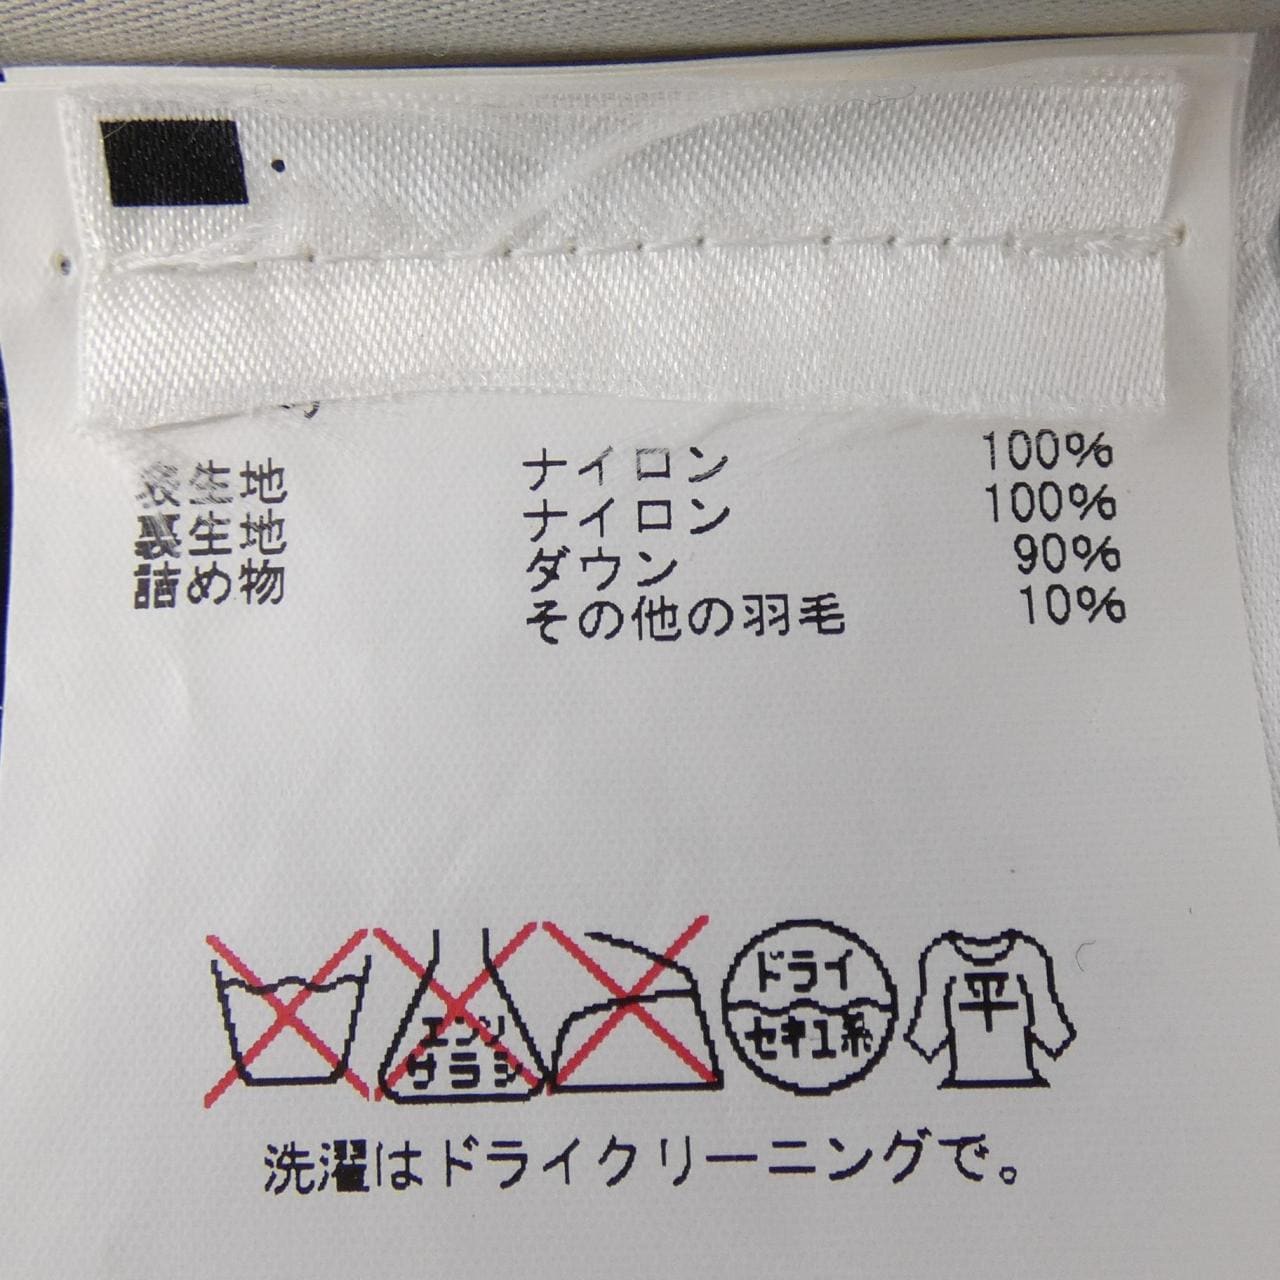 表生地 ナイロン 100%
裏生地 ナイロン 100%
詰め物 ダウン 90%
その他の羽毛 10%
エンソ
サラシ
ドライ
セキユ系
平
洗濯はドライクリーニングで。